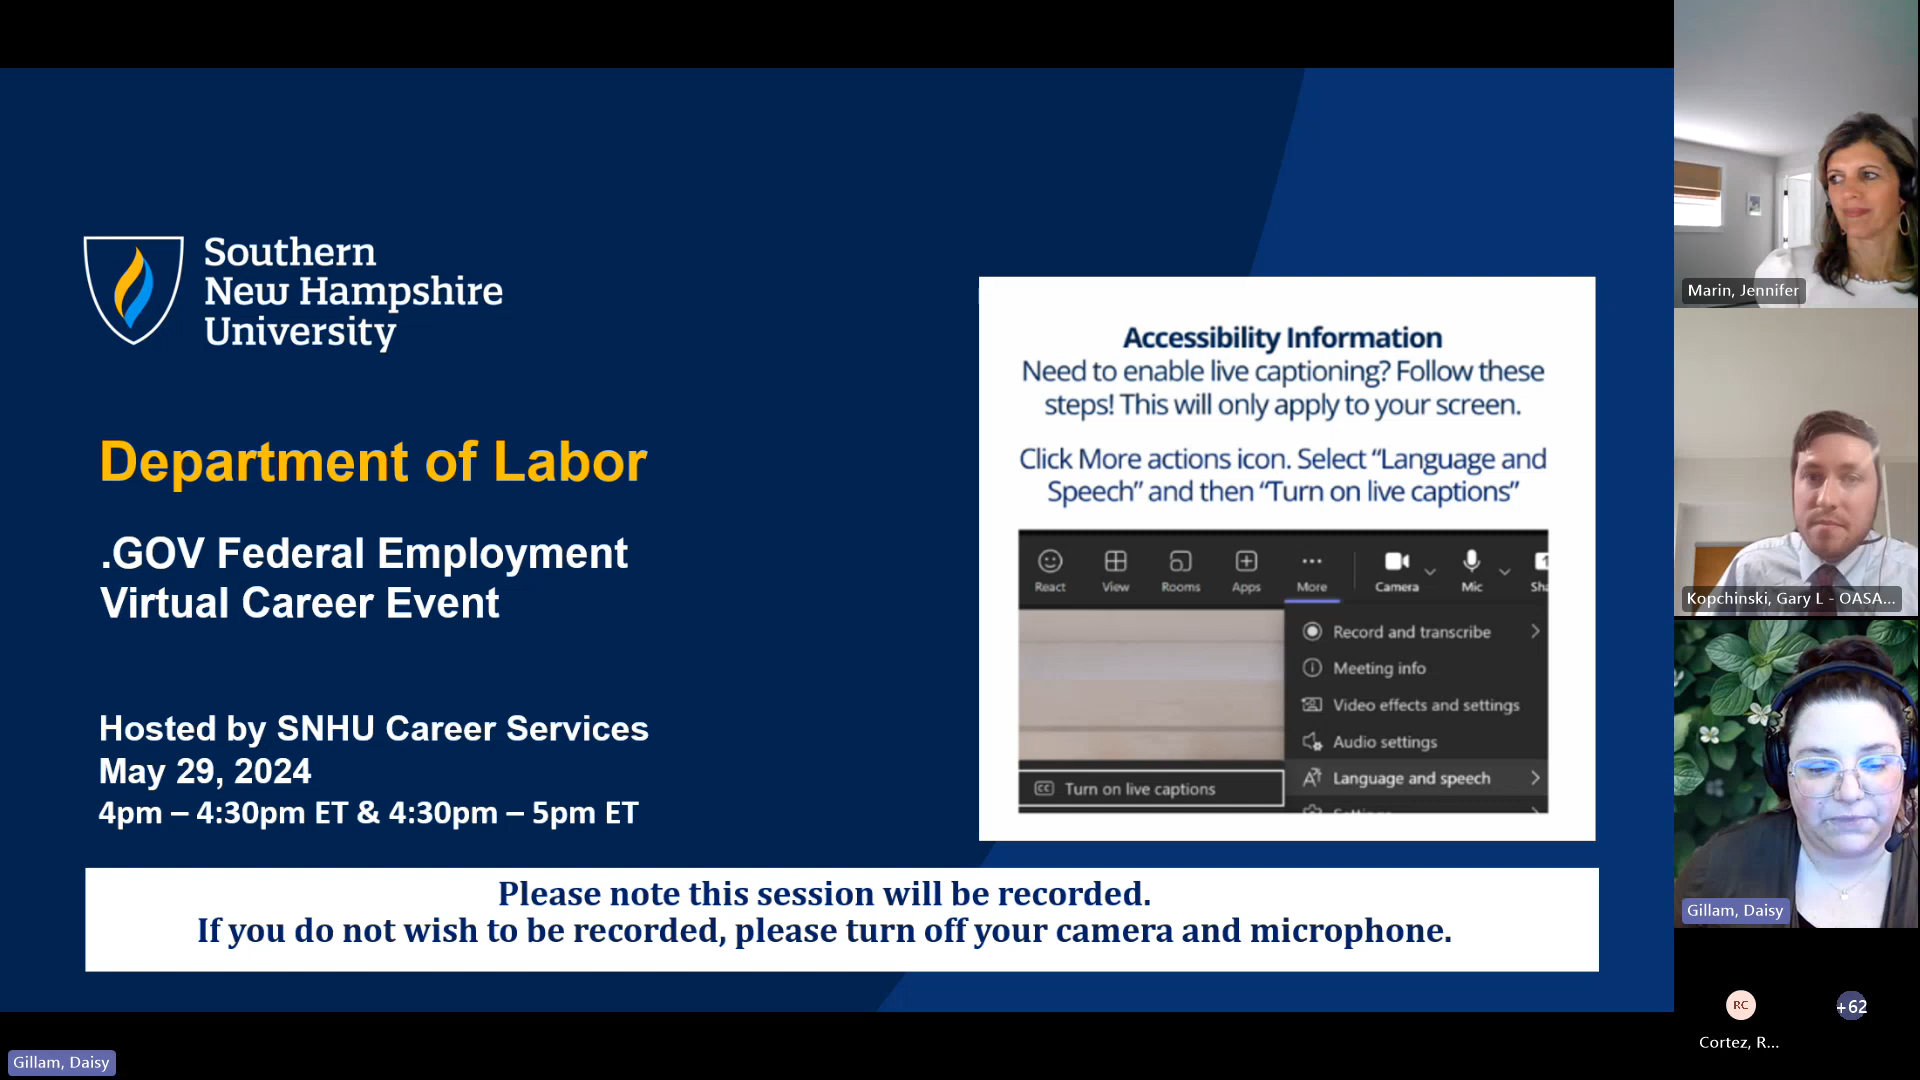 Southern
New Hampshire
University
Department of Labor
.GOV Federal Employment
Virtual Career Event
Hosted by SNHU Career Services
May 29, 2024
4pm – 4:30pm ET & 4:30pm – 5pm ET
Accessibility Information
Need to enable live captioning? Follow these
steps! This will only apply to your screen.
Click More actions icon. Select “Language and
Speech” and then “Turn on live captions”
React View Rooms Apps More Camera Mic Sha
Record and transcribe
Meeting info
Video effects and settings
Audio settings
Language and speech
CC Turn on live captions
Settings
Please note this session will be recorded.
If you do not wish to be recorded, please turn off your camera and microphone.
Marin, Jennifer
Kopchinski, Gary L - OASA...
Gillam, Daisy
RC
+62
Cortez, R...
Gillam, Daisy